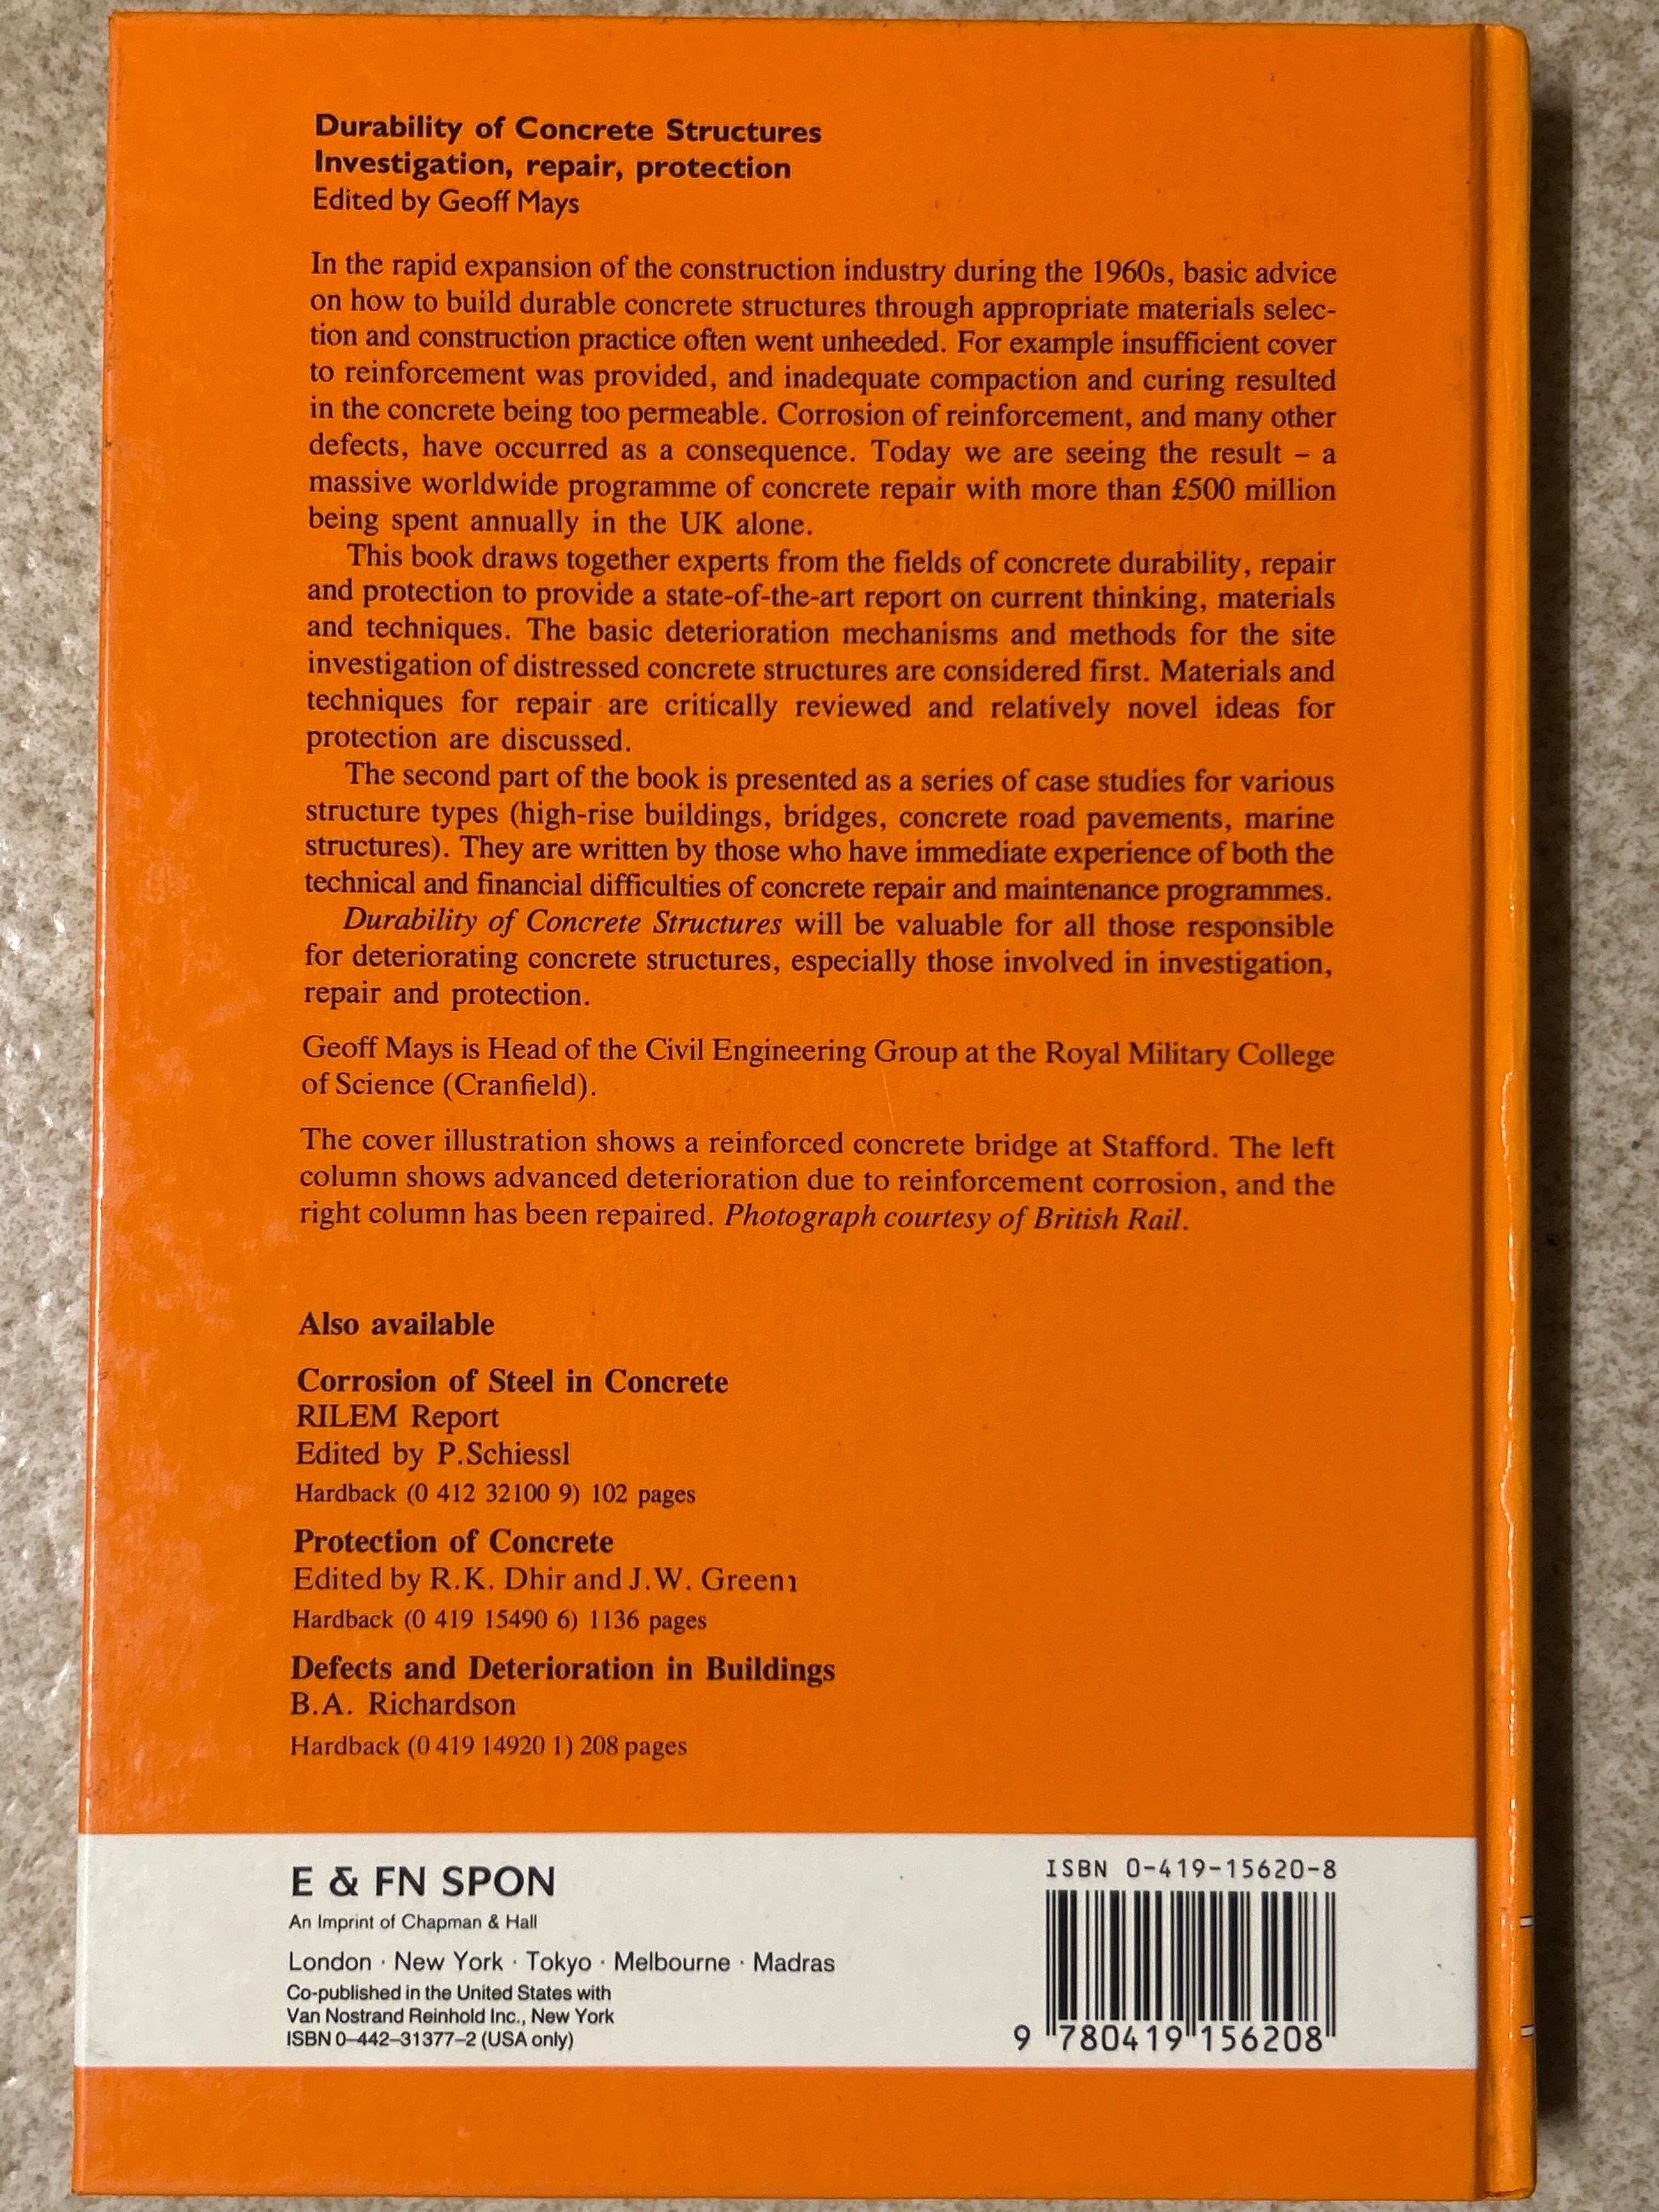 Durability of Concrete Structures
Investigation, repair, protection
Edited by Geoff Mays
In the rapid expansion of the construction industry during the 1960s, basic advice
on how to build durable concrete structures through appropriate materials selec-
tion and construction practice often went unheeded. For example insufficient cover
to reinforcement was provided, and inadequate compaction and curing resulted
in the concrete being too permeable. Corrosion of reinforcement, and many other
defects, have occurred as a consequence. Today we are seeing the result – a
massive worldwide programme of concrete repair with more than £500 million
being spent annually in the UK alone.
This book draws together experts from the fields of concrete durability, repair
and protection to provide a state-of-the-art report on current thinking, materials
and techniques. The basic deterioration mechanisms and methods for the site
investigation of distressed concrete structures are considered first. Materials and
techniques for repair are critically reviewed and relatively novel ideas for
protection are discussed.
The second part of the book is presented as a series of case studies for various
structure types (high-rise buildings, bridges, concrete road pavements, marine
structures). They are written by those who have immediate experience of both the
technical and financial difficulties of concrete repair and maintenance programmes.
Durability of Concrete Structures will be valuable for all those responsible
for deteriorating concrete structures, especially those involved in investigation,
repair and protection.
Geoff Mays is Head of the Civil Engineering Group at the Royal Military College
of Science (Cranfield).
The cover illustration shows a reinforced concrete bridge at Stafford. The left
column shows advanced deterioration due to reinforcement corrosion, and the
right column has been repaired. Photograph courtesy of British Rail.
Also available
Corrosion of Steel in Concrete
RILEM Report
Edited by P.Schiessl
Hardback (0 412 32100 9) 102 pages
Protection of Concrete
Edited by R.K. Dhir and J.W. Green
Hardback (0 419 15490 6) 1136 pages
Defects and Deterioration in Buildings
B.A. Richardson
Hardback (0 419 14920 1) 208 pages
E & FN SPON
An Imprint of Chapman & Hall
London · New York · Tokyo · Melbourne · Madras
Co-published in the United States with
Van Nostrand Reinhold Inc., New York
ISBN 0–442–31377–2 (USA only)
ISBN 0-419-15620-8
9 780419 156208